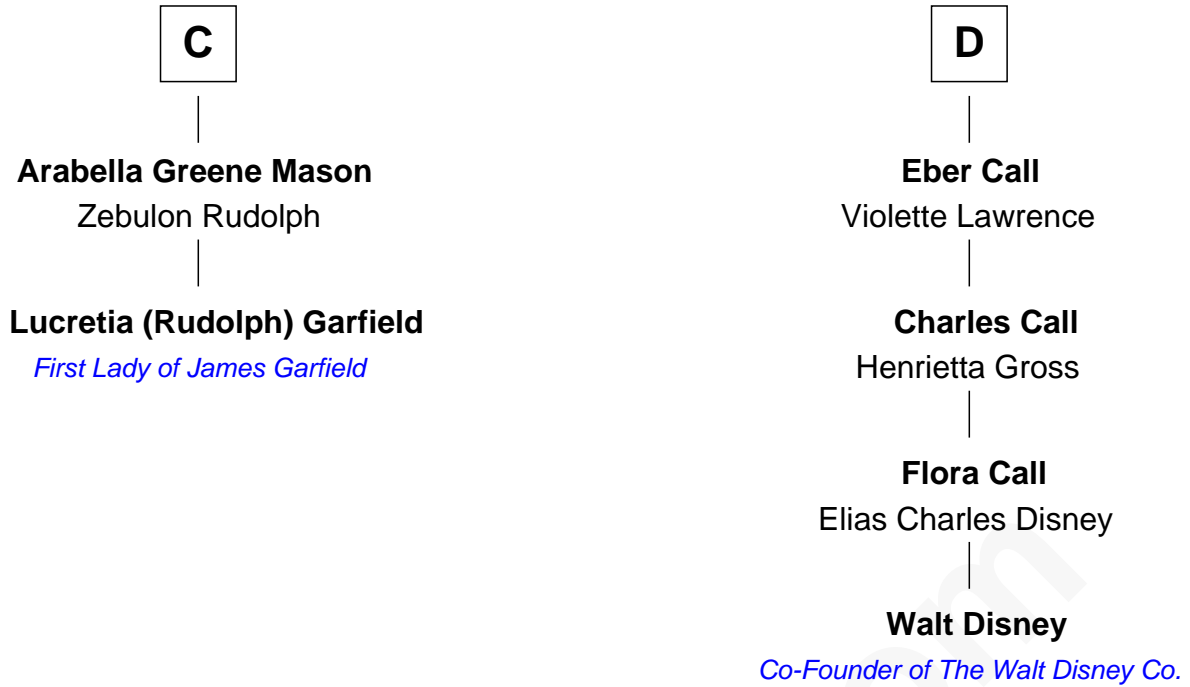 C
Arabella Greene Mason
Zebulon Rudolph
Lucretia (Rudolph) Garfield
First Lady of James Garfield
D
Eber Call
Violette Lawrence
Charles Call
Henrietta Gross
Flora Call
Elias Charles Disney
Walt Disney
Co-Founder of The Walt Disney Co.